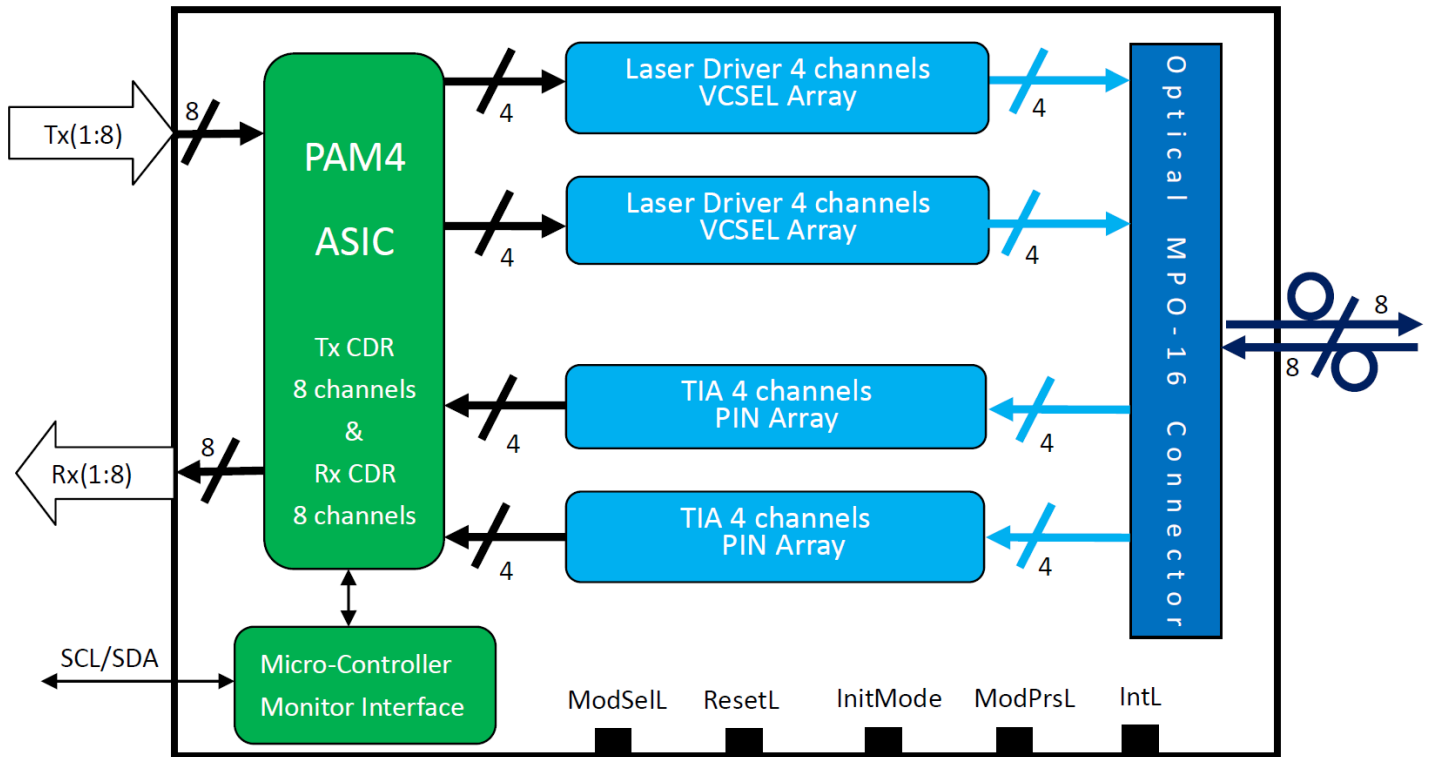 Tx(1:8)
8
PAM4
ASIC
Tx CDR
8 channels
&
Rx CDR
8 channels
4
Laser Driver 4 channels
VCSEL Array
4
4
Laser Driver 4 channels
VCSEL Array
4
4
TIA 4 channels
PIN Array
4
4
TIA 4 channels
PIN Array
4
Optical MPO-16 Connector
8
8
Rx(1:8)
8
SCL/SDA
Micro-Controller
Monitor Interface
ModSelL
ResetL
InitMode
ModPrsL
IntL